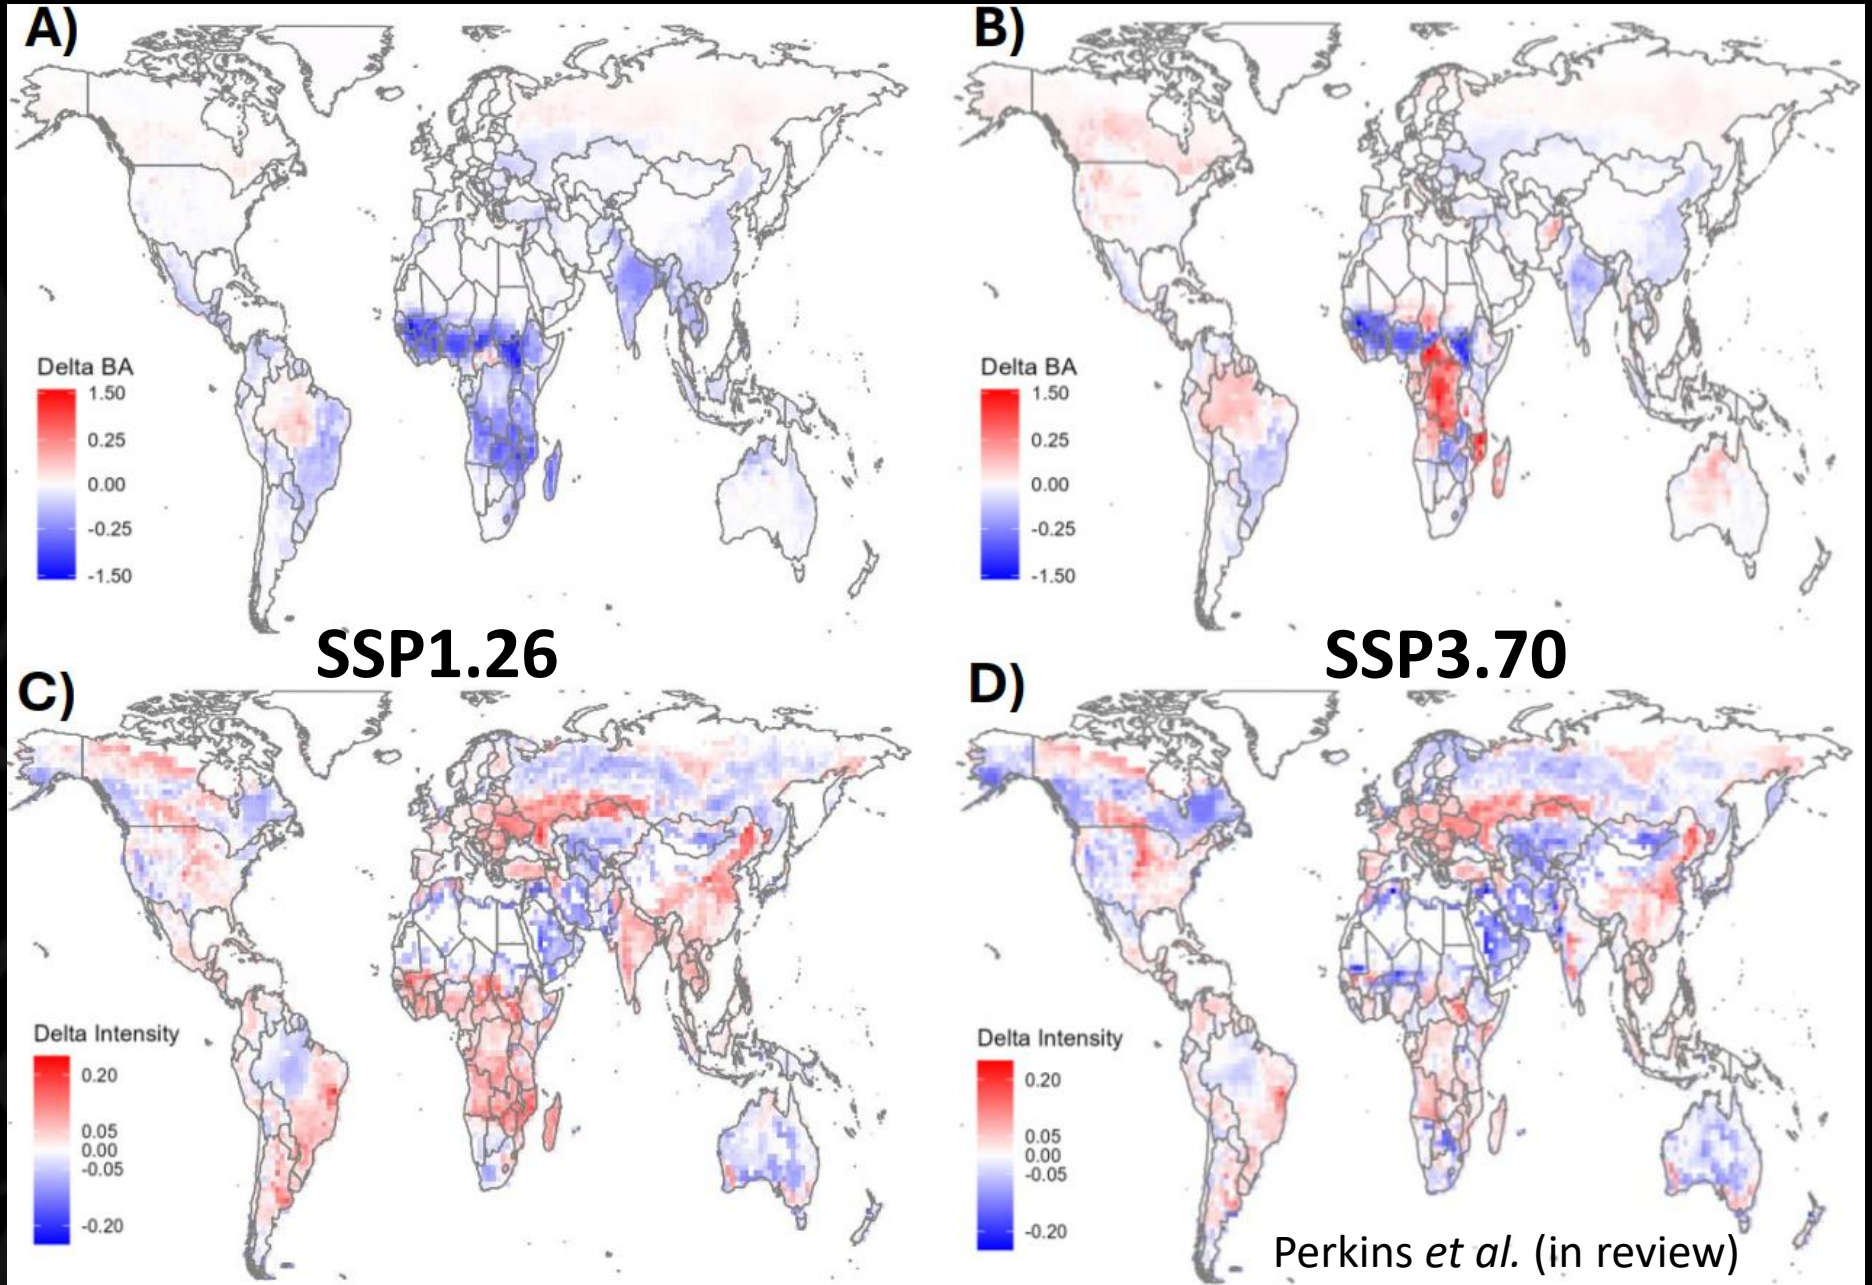 A)
B)
Delta BA
1.50
0.25
0.00
-0.25
-1.50
Delta BA
1.50
0.25
0.00
-0.25
-1.50
SSP1.26
SSP3.70
C)
D)
Delta Intensity
0.20
0.05
0.00
-0.05
-0.20
Delta Intensity
0.20
0.05
0.00
-0.05
-0.20
Perkins et al. (in review)